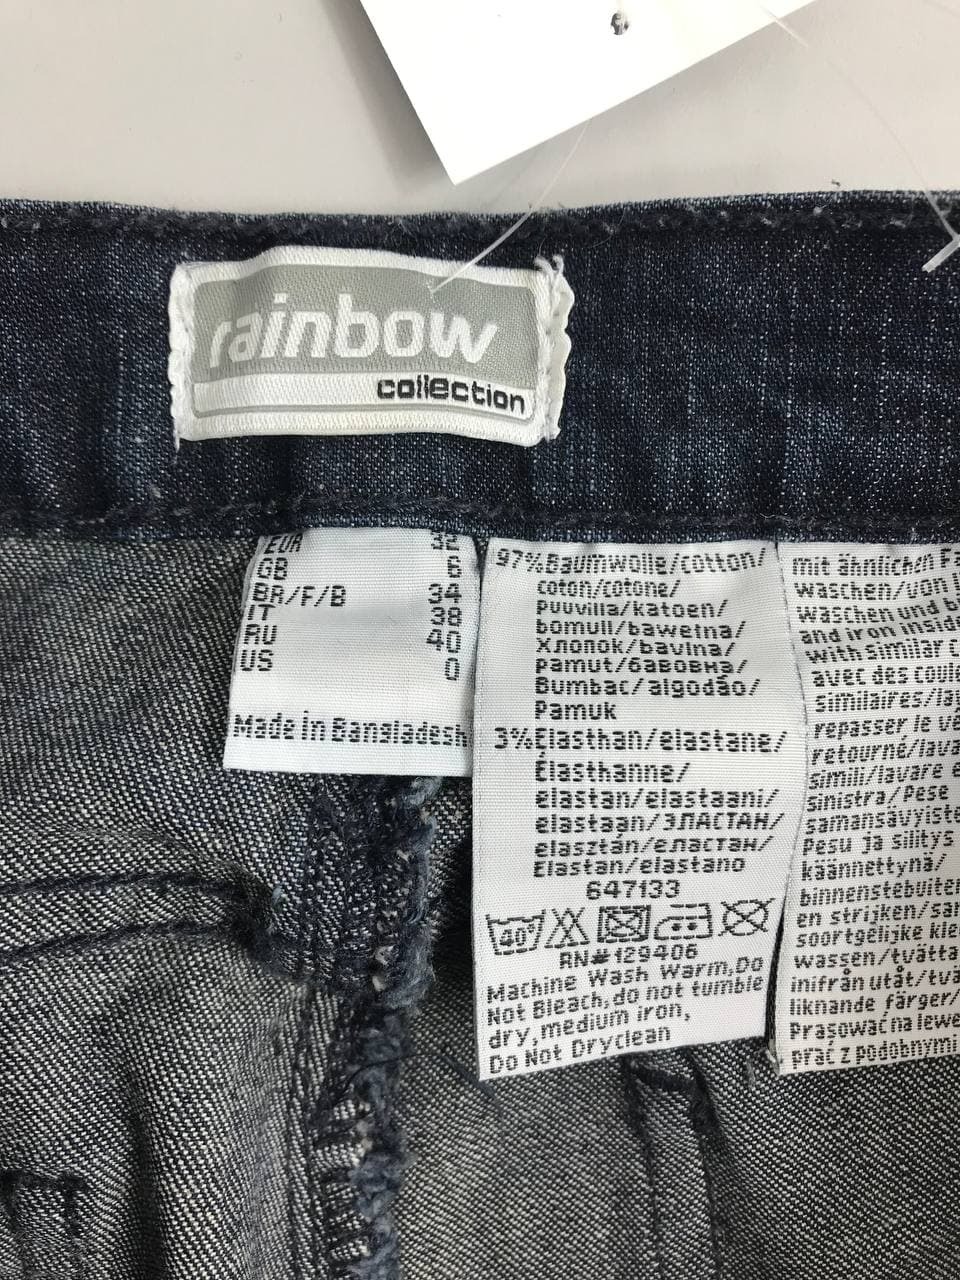 rainbow
collection
EUR 32
GB 6
BR/F/B 34
IT 38
RU 40
US 0
Made in Bangladesh
97%Baumwolle/cotton/
coton/cotone/
puuvilla/katoen/
bomull/bawełna/
хлопок/bavlna/
pamut/бавовна/
Bumbac/algodão/
Pamuk
3%Elasthan/elastane/
Élasthanne/
elastan/elastaani/
elastaan/ЭЛАСТАН/
elasztán/еластан/
Elastan/elastano
647133
40°
RN#129406
Machine Wash Warm,Do
Not Bleach,do not tumble
dry,medium iron,
Do Not Dryclean
mit ähnlichen
waschen/von
waschen und
and iron inside
with similar
avec des
similaires/
repasser le
retourné/
simili/lavare
sinistra/Pese
samansävyiste
Pesu ja silitys
käännettynä/
binnenstebuiten
en strijken/
soortgelijke
wassen/tvätta
inifrån utåt/
liknande färger/
Prasować na
prać z podobnymi